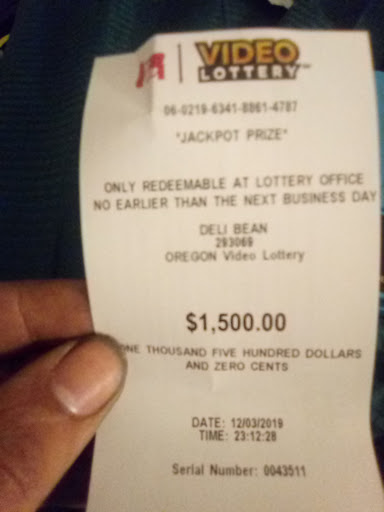 VIDEO
LOTTERY™
06-0219-6341-8861-4787
"JACKPOT PRIZE"
ONLY REDEEMABLE AT LOTTERY OFFICE
NO EARLIER THAN THE NEXT BUSINESS DAY
DELI BEAN
293069
OREGON Video Lottery
$1,500.00
ONE THOUSAND FIVE HUNDRED DOLLARS
AND ZERO CENTS
DATE: 12/03/2019
TIME: 23:12:28
Serial Number: 0043511